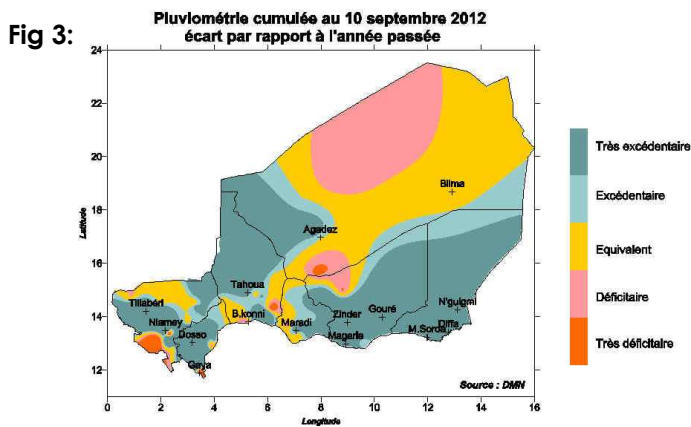 Fig 3:
Pluviométrie cumulée au 10 septembre 2012
écart par rapport à l'année passée
24
22
20
18
16
14
12
Latitude
Bilma
Agadez
Tahoua
Tillabéri
B.konni
Niamey
Dosso
Maradi
Zinder
Gouré
N'guigmi
Magaria
M.Soroa
Diffa
Gaya
Source : DMN
0 2 4 6 8 10 12 14 16
Longitude
Très excédentaire
Excédentaire
Equivalent
Déficitaire
Très déficitaire